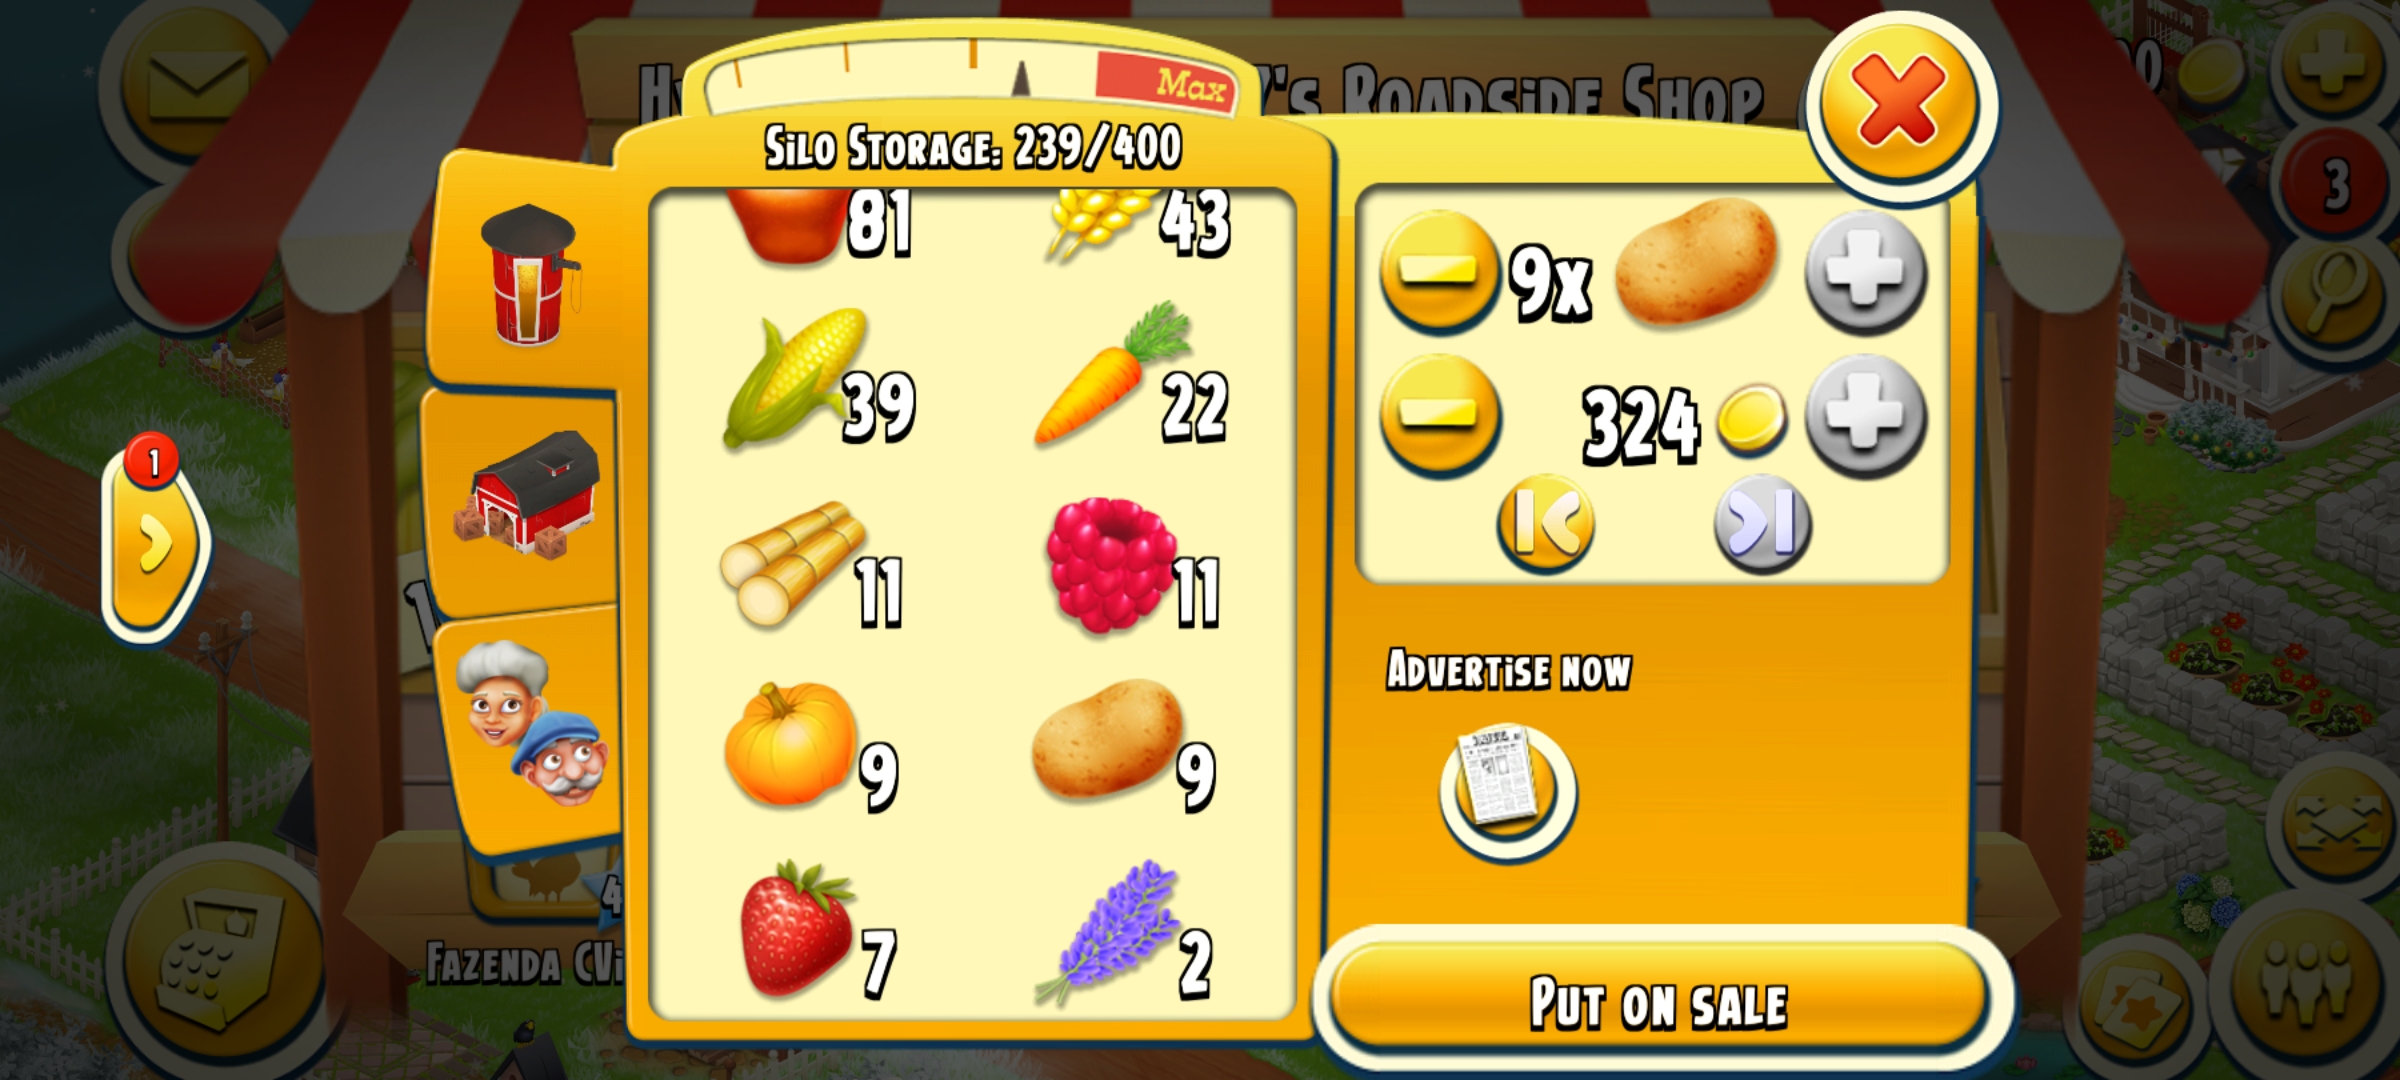 Max
's Roadside Shop
Silo Storage: 239/400
81
43
39
22
11
11
9
9
7
2
9x
324
Advertise now
Put on sale
1
3
Fazenda